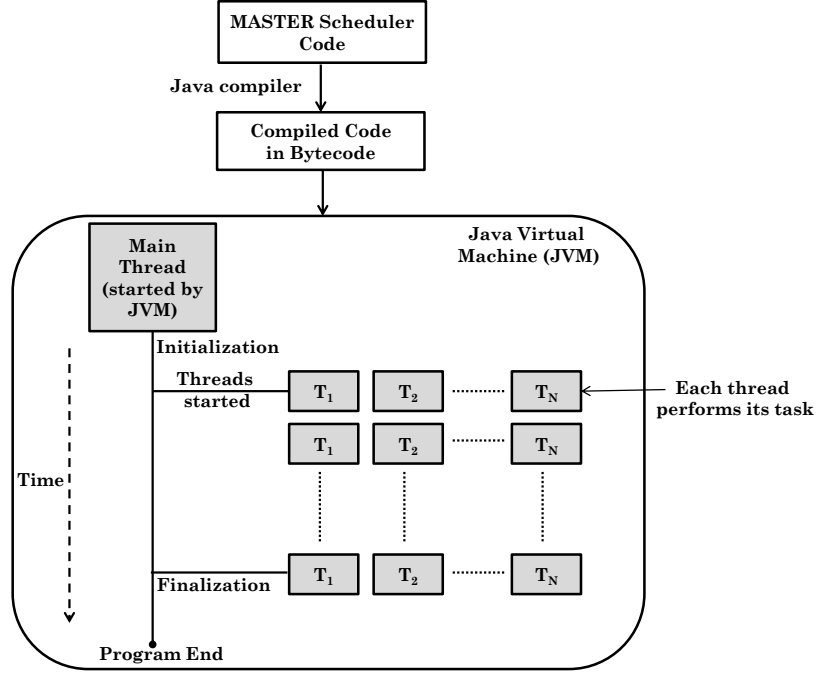 MASTER Scheduler
Code
Java compiler
Compiled Code
in Bytecode
Java Virtual
Machine (JVM)
Main
Thread
(started by
JVM)
Initialization
Threads
started
T1 T2 TN
Each thread
performs its task
T1 T2 TN
Time
T1 T2 TN
Finalization
Program End